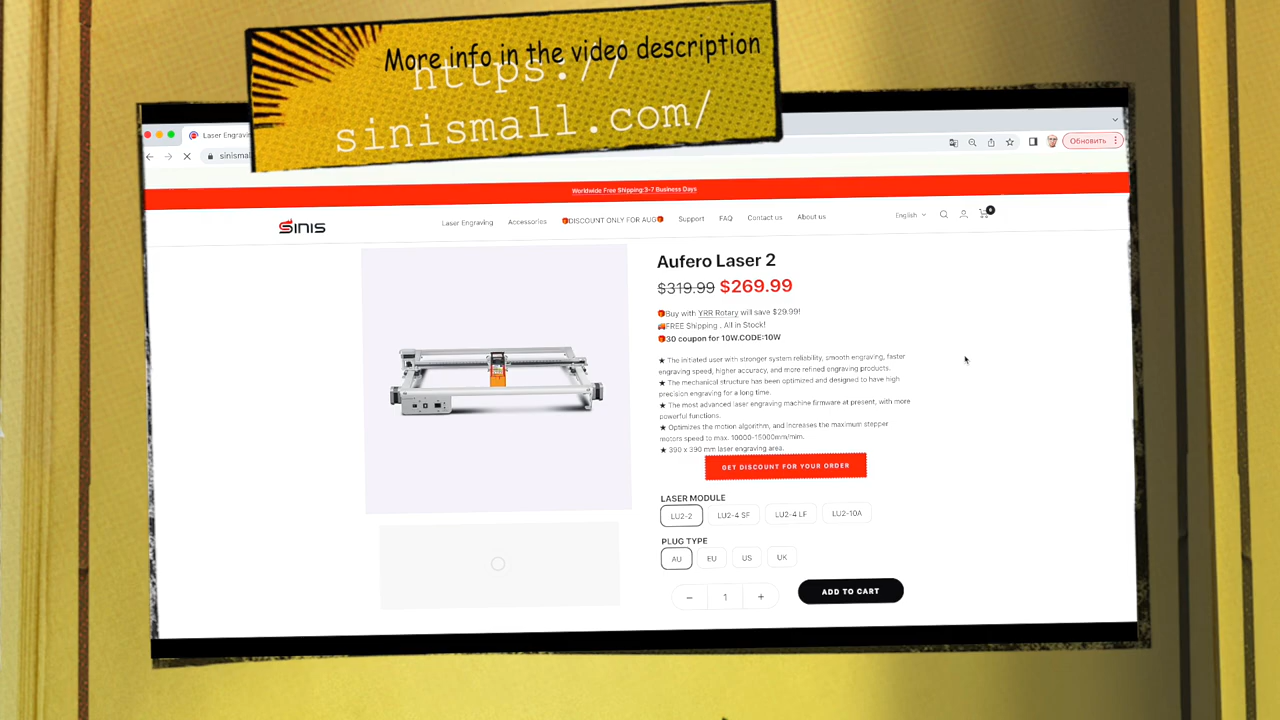 More info in the video description
https://
sinismall.com/
Laser Engravi
sinismal
Обновить
Worldwide Free Shipping:3-7 Business Days
SINIS
Laser Engraving
Accessories
🎁DISCOUNT ONLY FOR AUG🎁
Support
FAQ
Contact us
About us
English
0
Aufero Laser 2
$319.99 $269.99
🎁Buy with YRR Rotary will save $29.99!
🚚FREE Shipping . All in Stock!
🎁30 coupon for 10W.CODE:10W
★ The initiated user with stronger system reliability, smooth engraving, faster
engraving speed, higher accuracy, and more refined engraving products.
★ The mechanical structure has been optimized and designed to have high
precision engraving for a long time.
★ The most advanced laser engraving machine firmware at present, with more
powerful functions.
★ Optimizes the motion algorithm, and increases the maximum stepper
motors speed to max. 10000-15000mm/mim.
★ 390 x 390 mm laser engraving area.
GET DISCOUNT FOR YOUR ORDER
LASER MODULE
LU2-2
LU2-4 SF
LU2-4 LF
LU2-10A
PLUG TYPE
AU
EU
US
UK
− 1 +
ADD TO CART